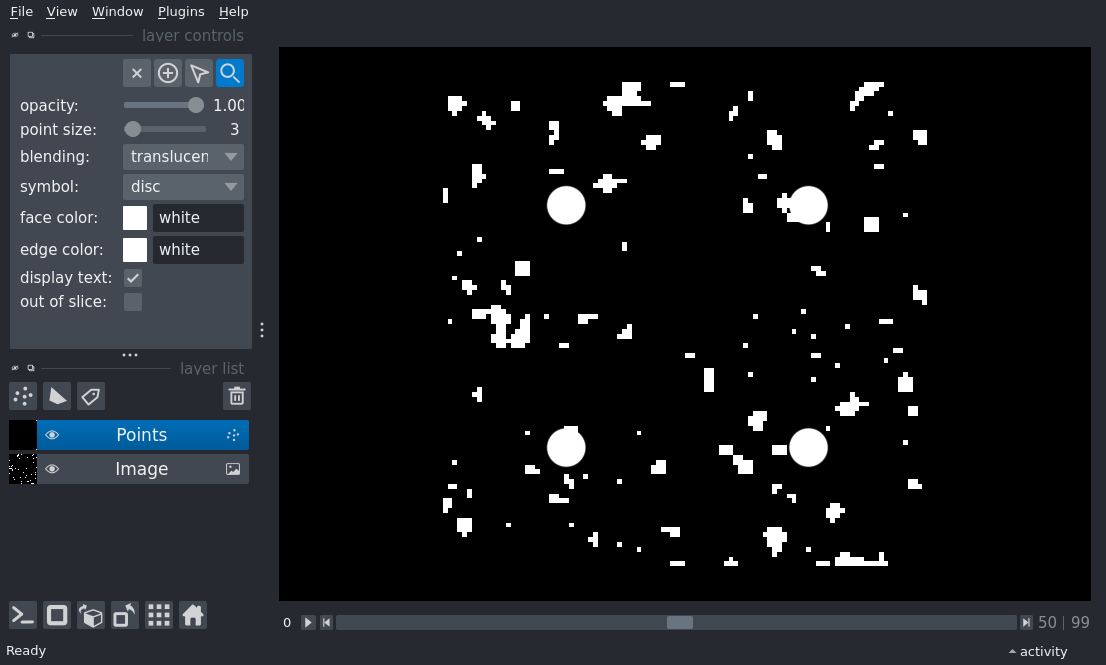 File View Window Plugins Help
layer controls
opacity: 1.00
point size: 3
blending: translucen
symbol: disc
face color: white
edge color: white
display text:
out of slice:
layer list
Points
Image
0 50 | 99
Ready activity